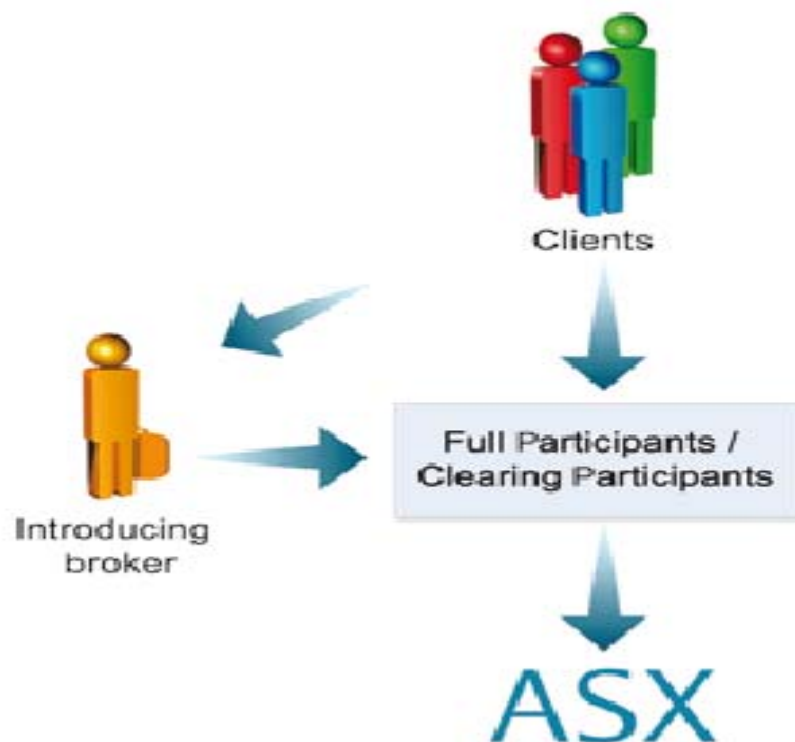 Clients
Full Participants /
Clearing Participants
Introducing
broker
ASX